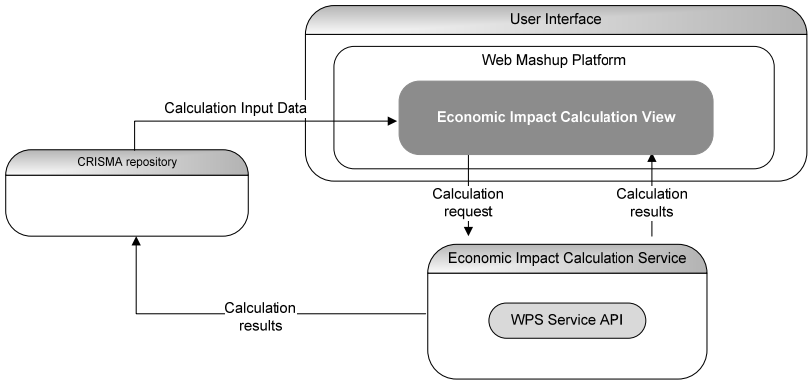 User Interface
Web Mashup Platform
Economic Impact Calculation View
Calculation Input Data
CRISMA repository
Calculation
request
Calculation
results
Economic Impact Calculation Service
WPS Service API
Calculation
results